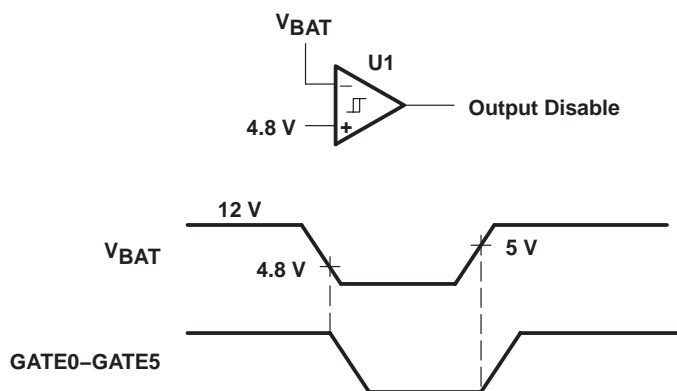 VBAT
U1
−
4.8 V
+
Output Disable
12 V
VBAT
4.8 V
5 V
GATE0−GATE5